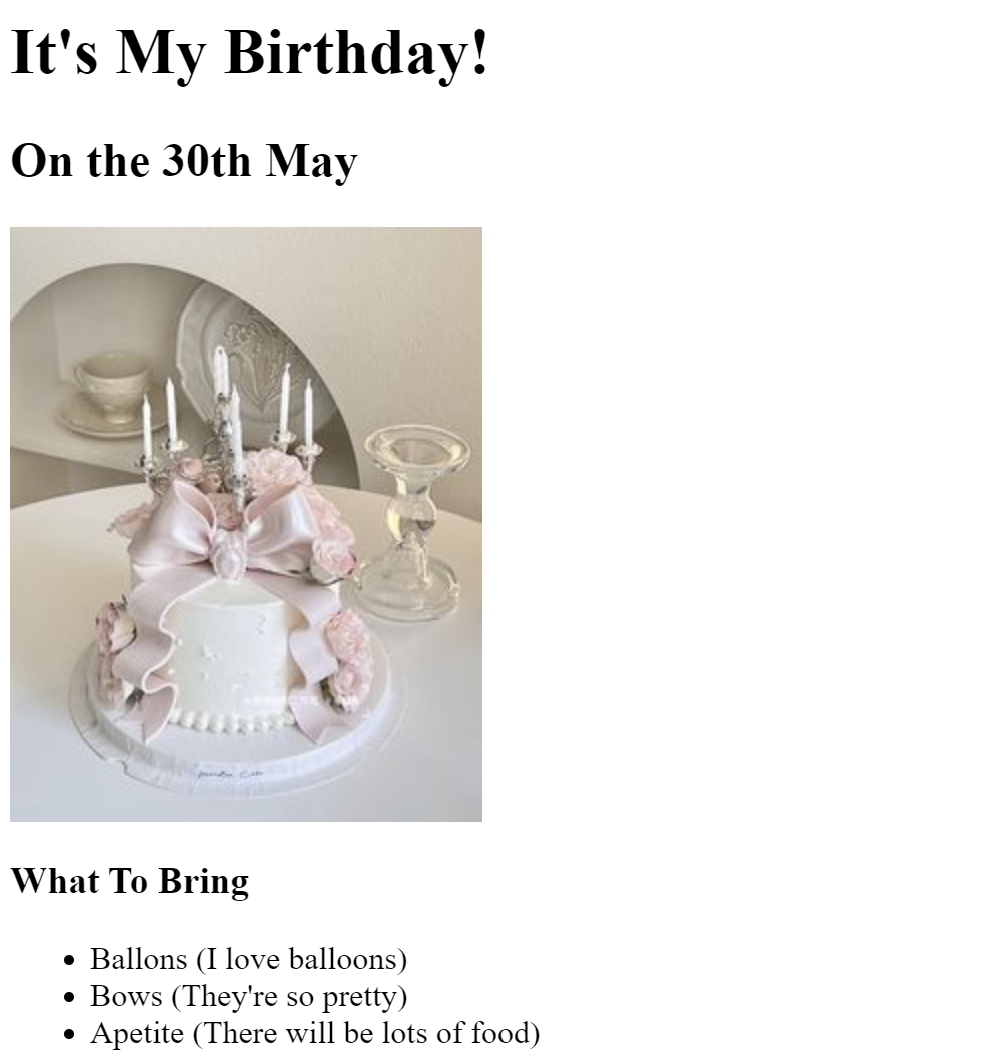 It's My Birthday!
On the 30th May
What To Bring
Ballons (I love balloons)
Bows (They're so pretty)
Apetite (There will be lots of food)